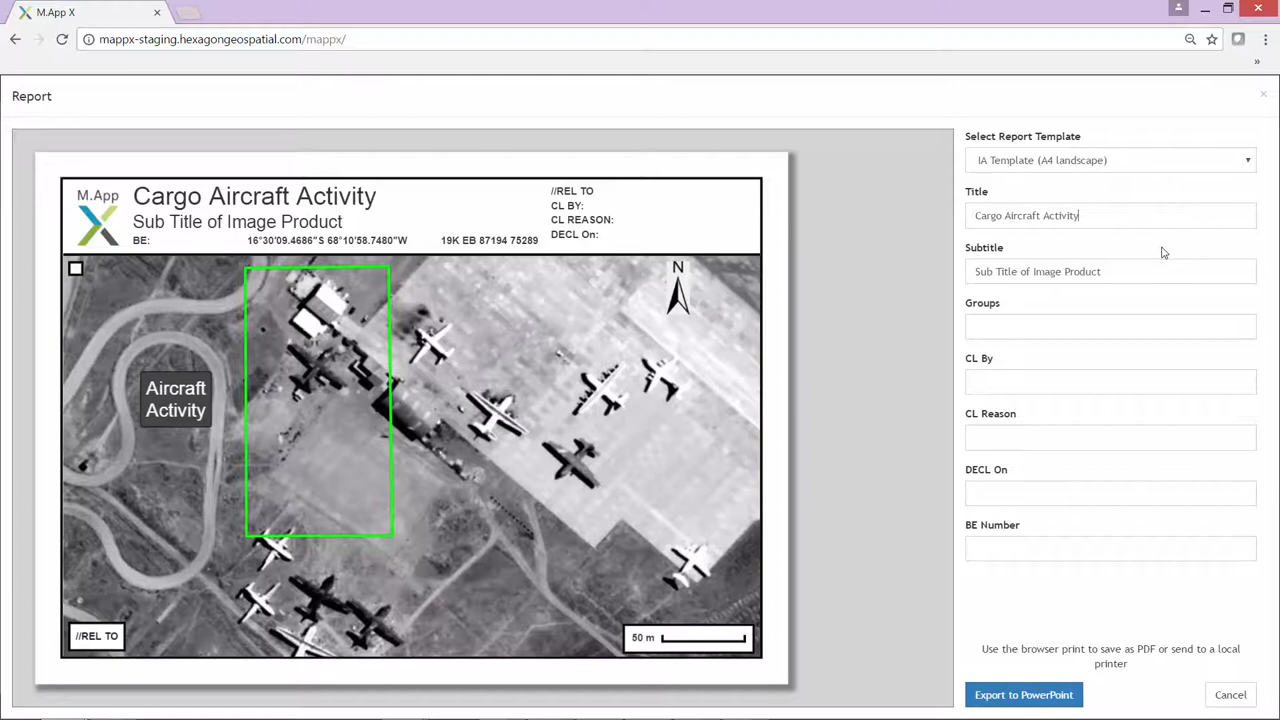 M.App X
mappx-staging.hexagongeospatial.com/mappx/
»
Report
×
M.App
X
Cargo Aircraft Activity
Sub Title of Image Product
BE: 16°30'09.4686"S 68°10'58.7480"W 19K EB 87194 75289
//REL TO
CL BY:
CL REASON:
DECL On:
N
Aircraft
Activity
//REL TO
50 m
Select Report Template
IA Template (A4 landscape)
Title
Cargo Aircraft Activity
Subtitle
Sub Title of Image Product
Groups
CL By
CL Reason
DECL On
BE Number
Use the browser print to save as PDF or send to a local
printer
Export to PowerPoint
Cancel